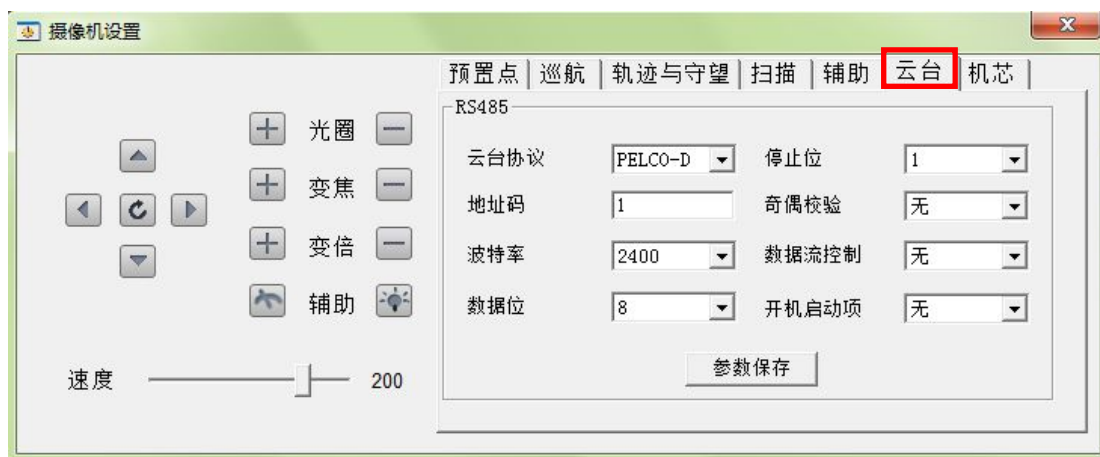 摄像机设置
X
预置点 巡航 轨迹与守望 扫描 辅助 云台 机芯
RS485
光圈
云台协议 PELCO-D 停止位 1
变焦
地址码 1 奇偶校验 无
变倍
波特率 2400 数据流控制 无
辅助
数据位 8 开机启动项 无
参数保存
速度 200